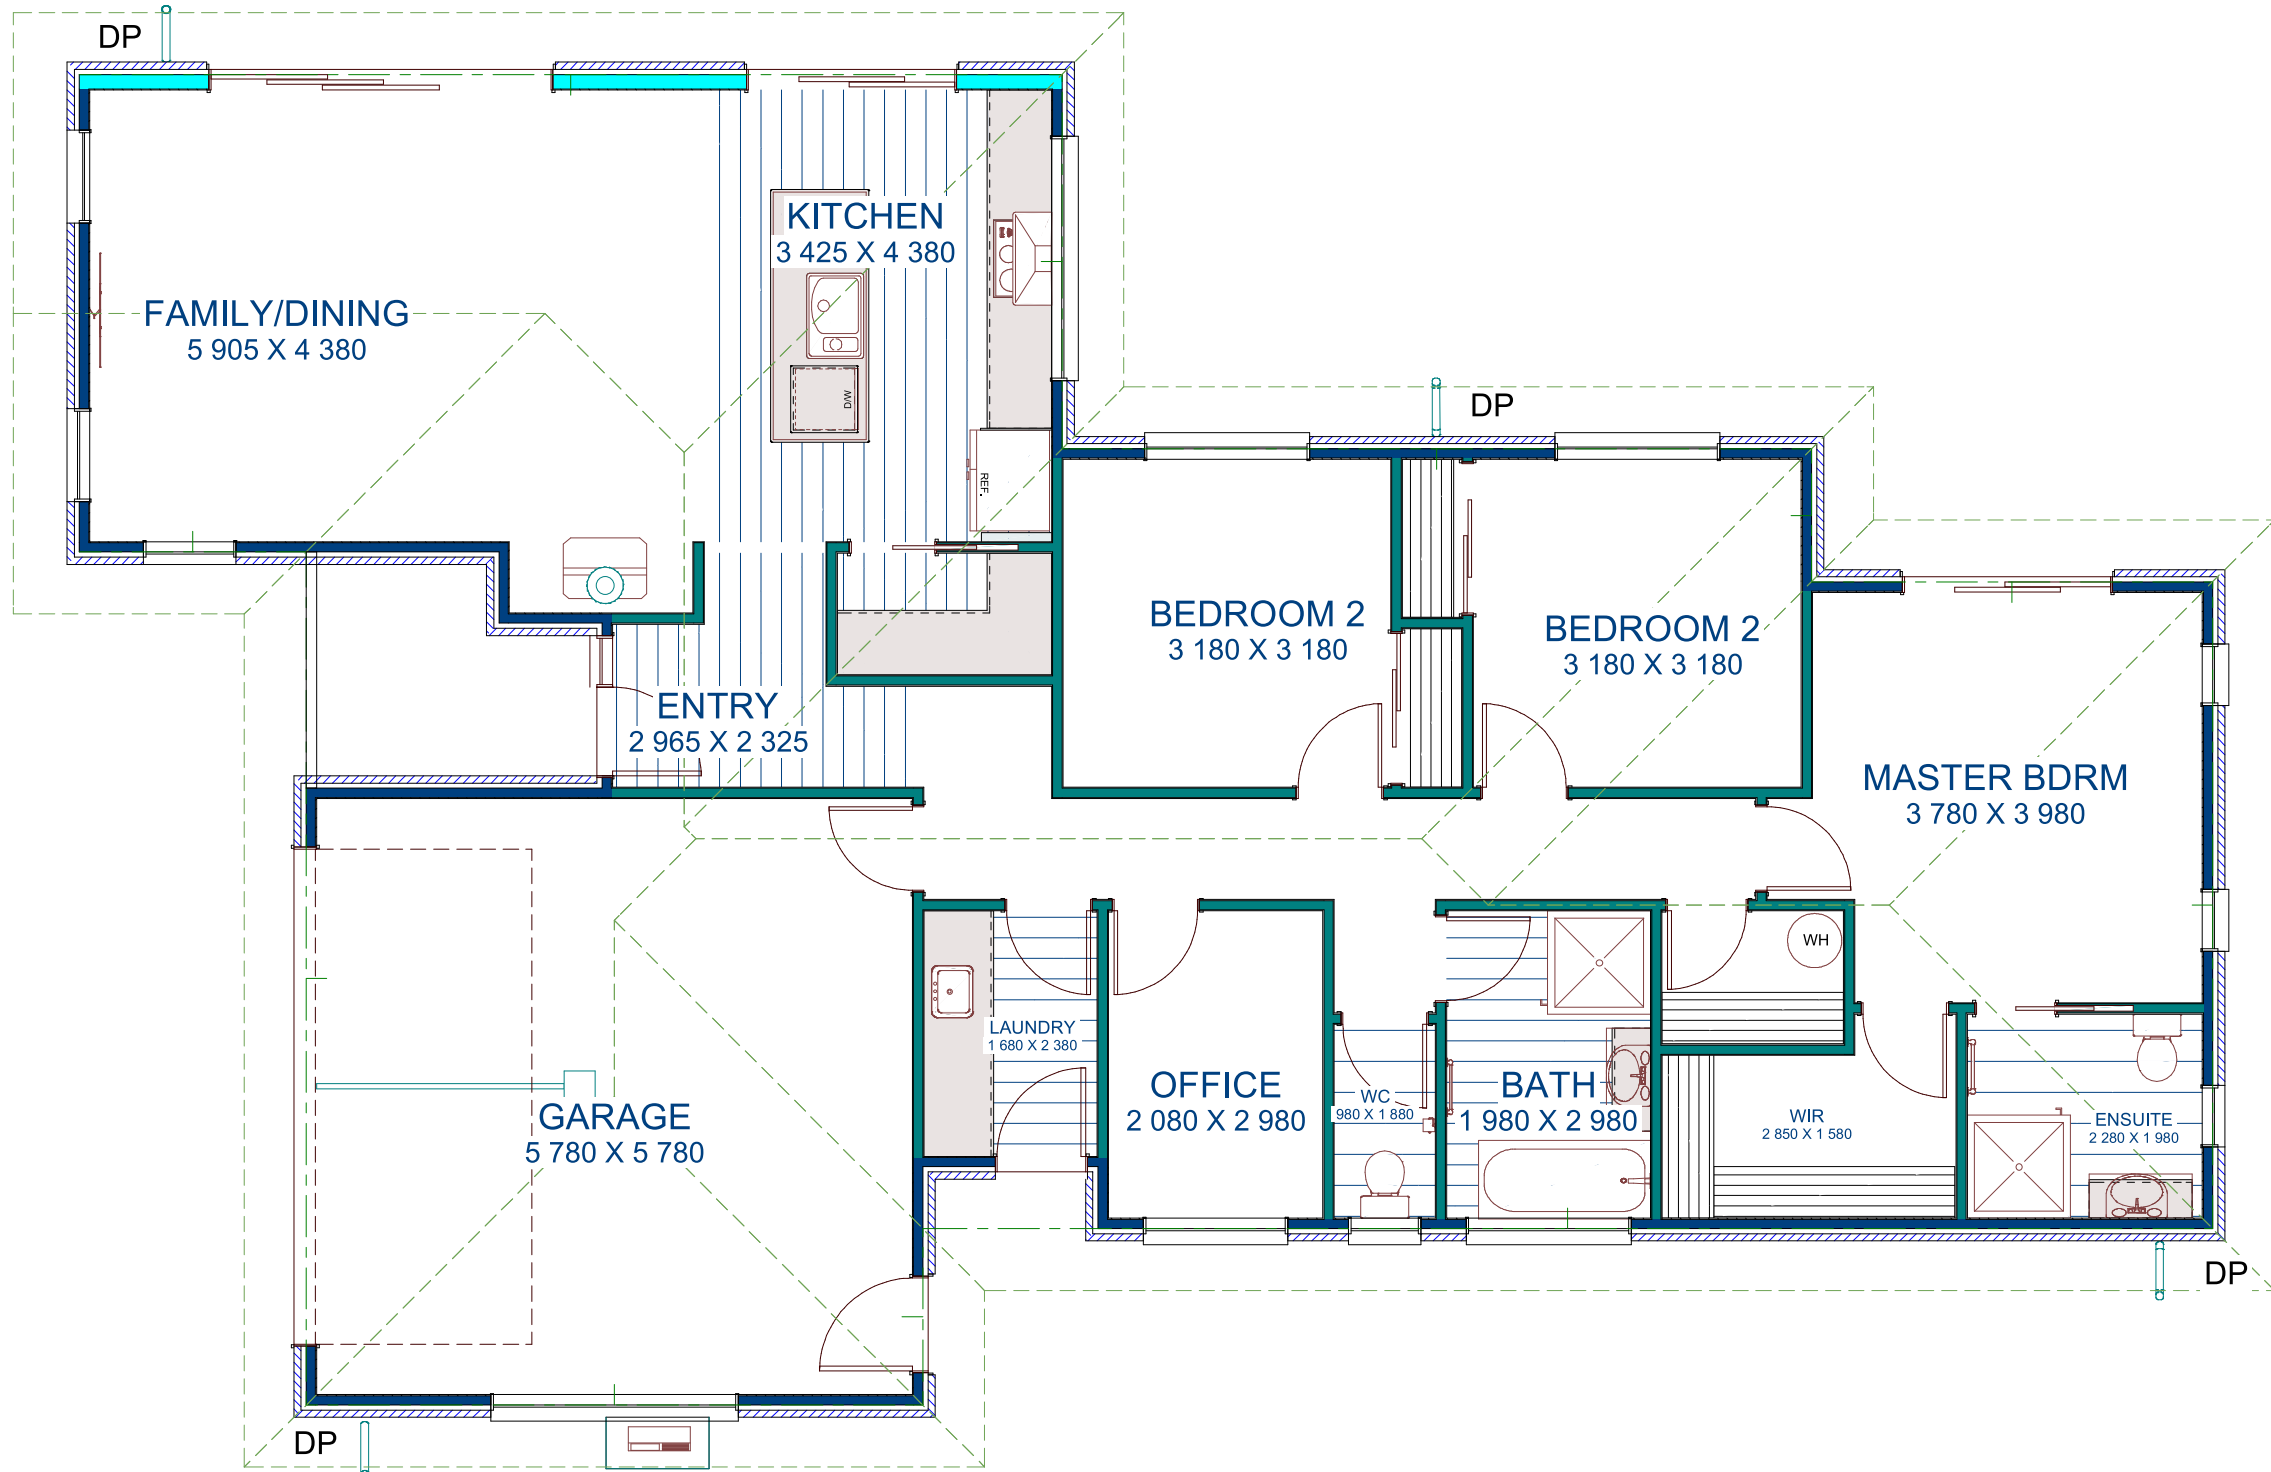 DP
KITCHEN
3 425 X 4 380
FAMILY/DINING
5 905 X 4 380
D/W
REF.
DP
BEDROOM 2
3 180 X 3 180
BEDROOM 2
3 180 X 3 180
ENTRY
2 965 X 2 325
MASTER BDRM
3 780 X 3 980
WH
LAUNDRY
1 680 X 2 380
OFFICE
2 080 X 2 980
WC
980 X 1 880
BATH
1 980 X 2 980
WIR
2 850 X 1 580
ENSUITE
2 280 X 1 980
GARAGE
5 780 X 5 780
DP
DP